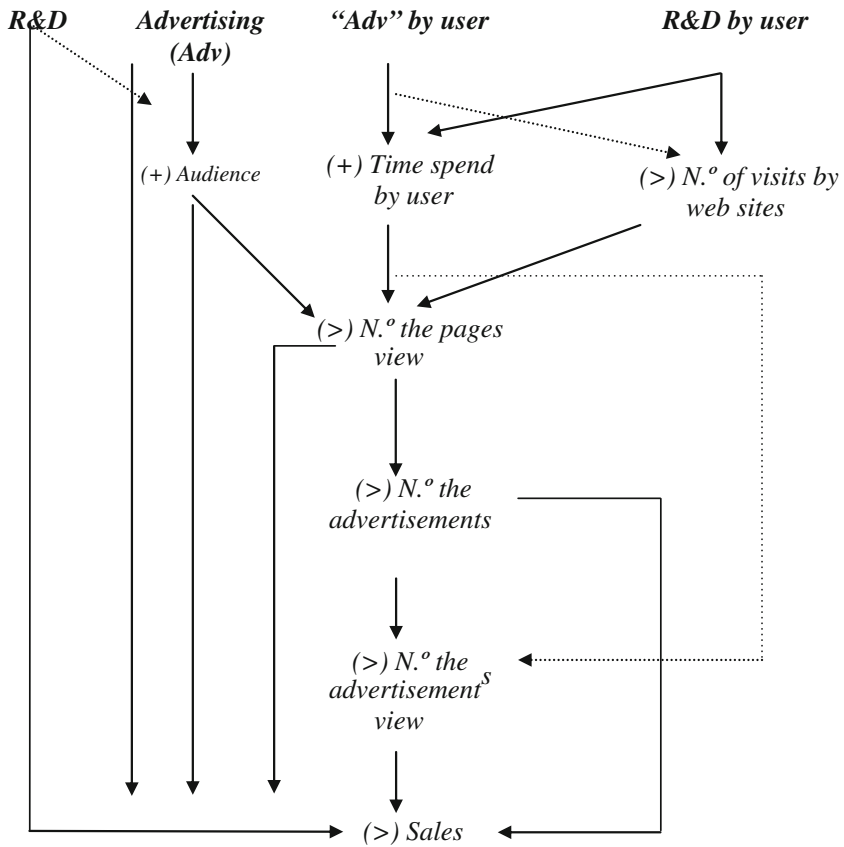 R&D
Advertising
(Adv)
“Adv” by user
R&D by user
(+) Audience
(+) Time spend
by user
(>) N.º of visits by
web sites
(>) N.º the pages
view
(>) N.º the
advertisements
(>) N.º the
advertisements
view
(>) Sales